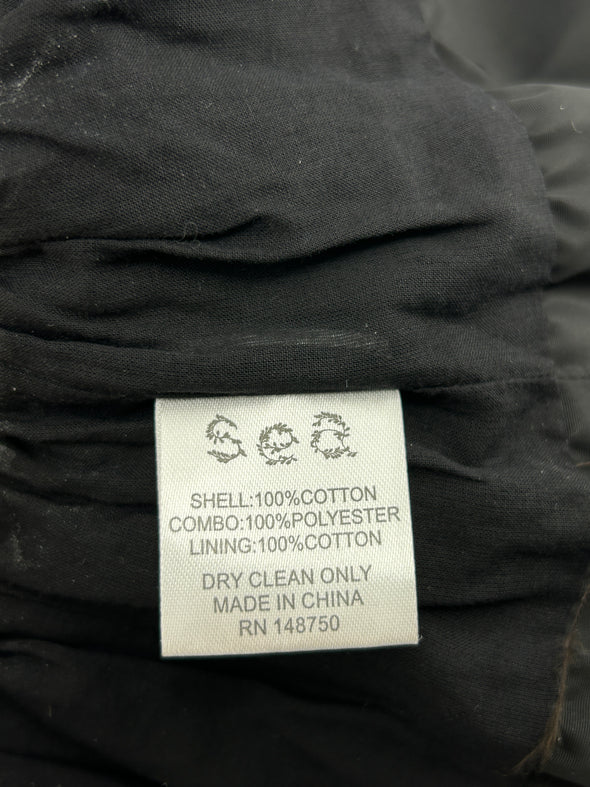 Sea
SHELL:100%COTTON
COMBO:100%POLYESTER
LINING:100%COTTON
DRY CLEAN ONLY
MADE IN CHINA
RN 148750